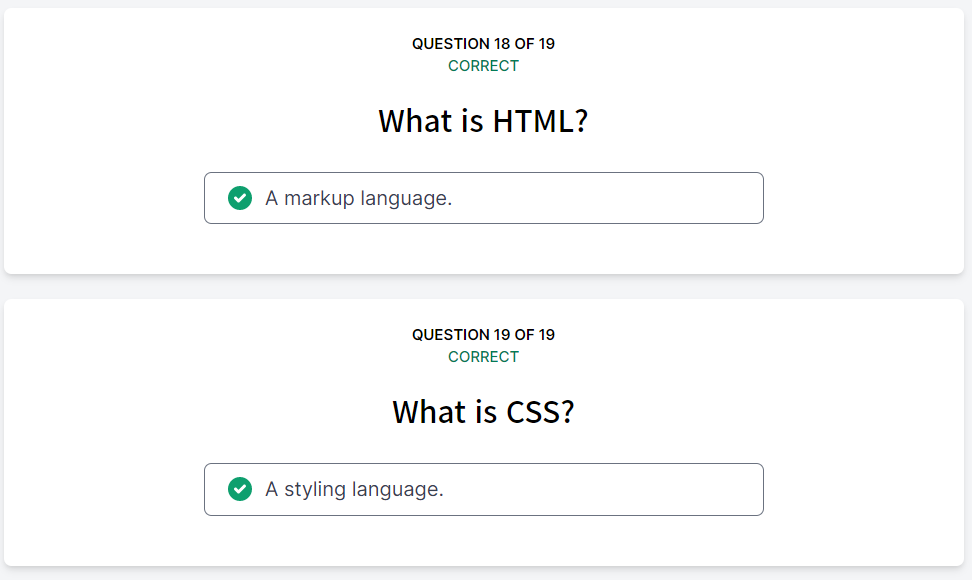 QUESTION 18 OF 19
CORRECT
What is HTML?
A markup language.
QUESTION 19 OF 19
CORRECT
What is CSS?
A styling language.